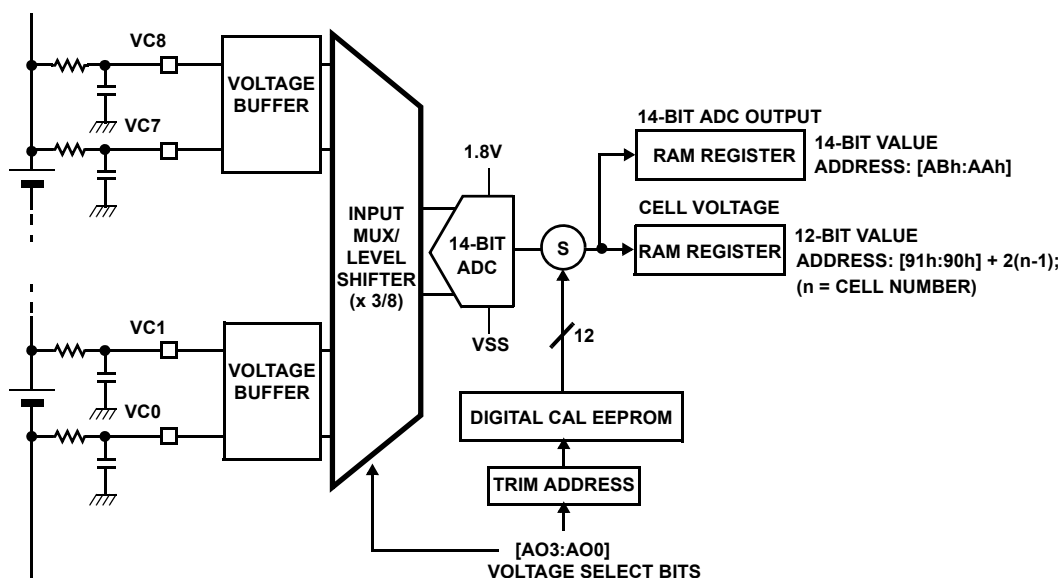 VC8
VOLTAGE
BUFFER
VC7
14-BIT ADC OUTPUT
RAM REGISTER
14-BIT VALUE
ADDRESS: [ABh:AAh]
1.8V
INPUT
MUX/
LEVEL
SHIFTER
(x 3/8)
14-BIT
ADC
S
CELL VOLTAGE
RAM REGISTER
12-BIT VALUE
ADDRESS: [91h:90h] + 2(n-1);
(n = CELL NUMBER)
VSS
12
VC1
VOLTAGE
BUFFER
VC0
DIGITAL CAL EEPROM
TRIM ADDRESS
[AO3:AO0]
VOLTAGE SELECT BITS